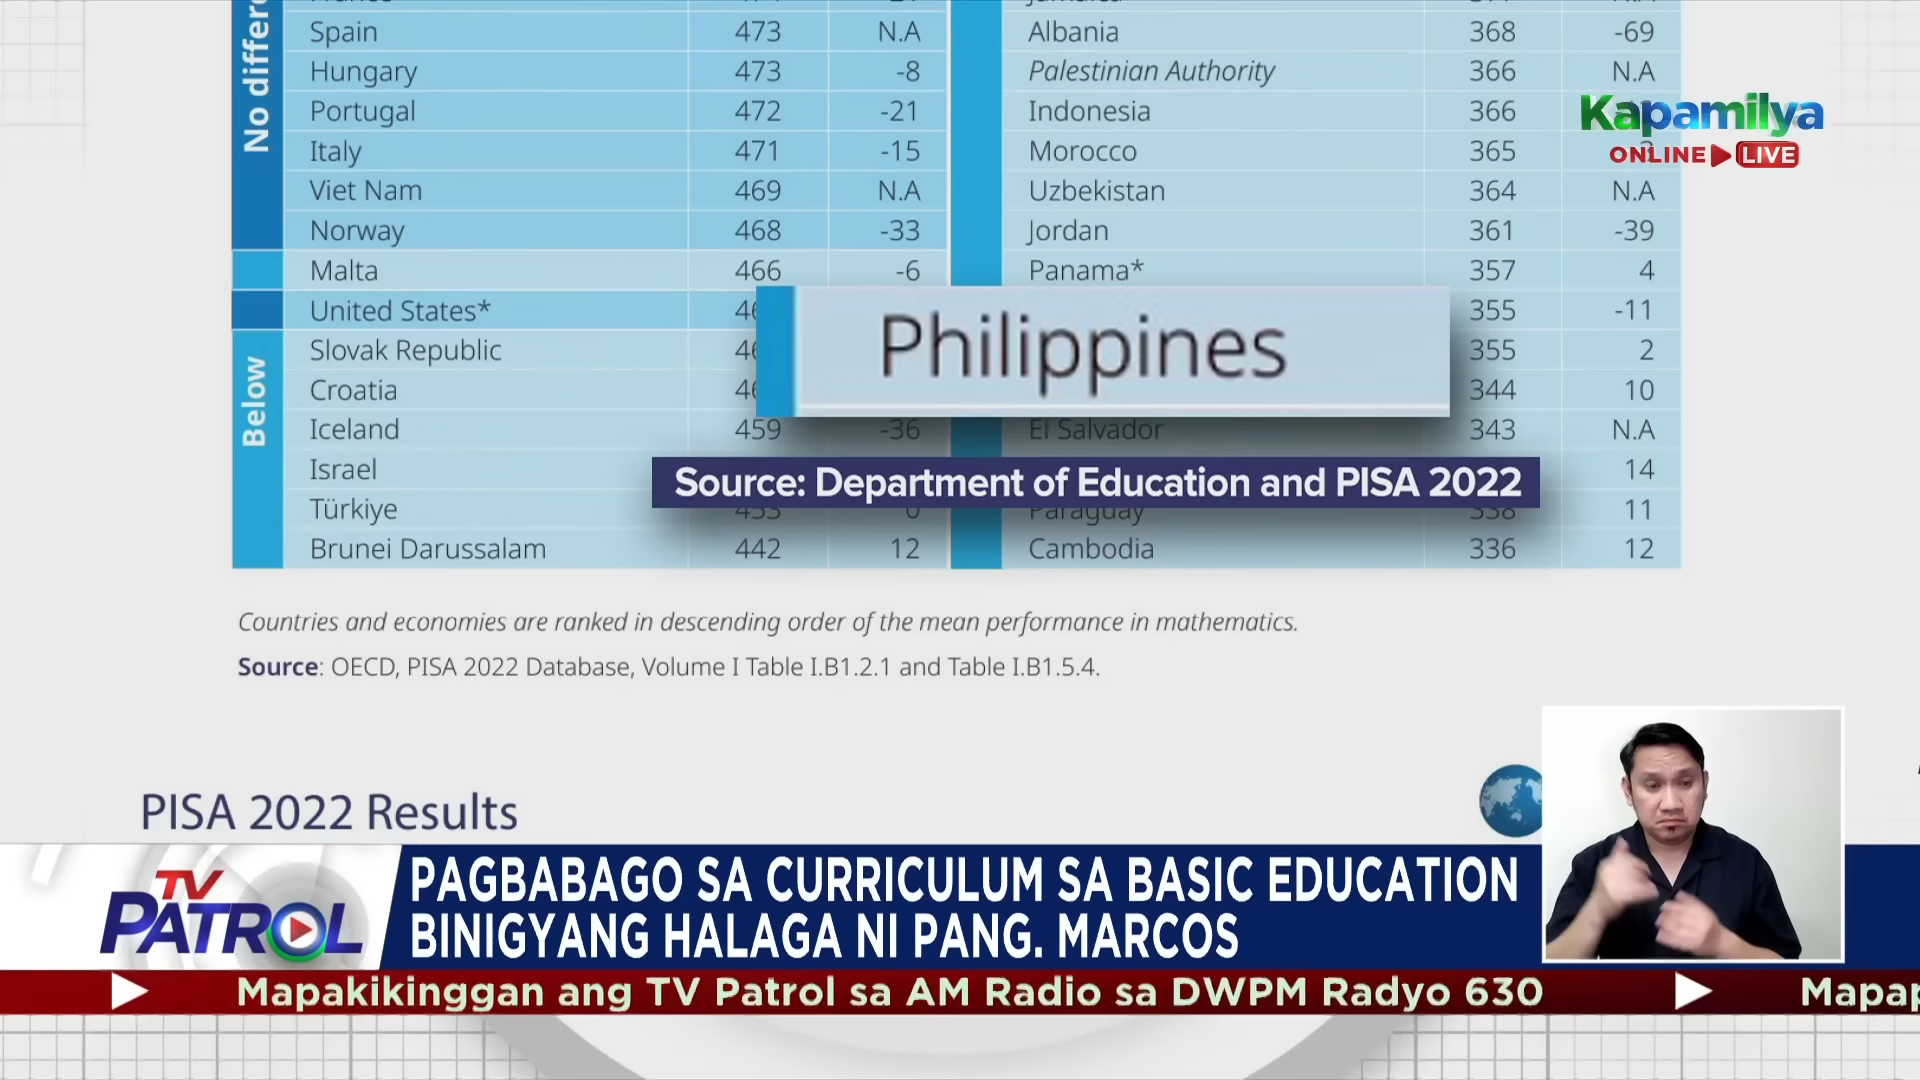 No differe
Spain 473 N.A
Hungary 473 -8
Portugal 472 -21
Italy 471 -15
Viet Nam 469 N.A
Norway 468 -33
Malta 466 -6
United States*
Below
Slovak Republic
Croatia
Iceland 459 -36
Israel
Türkiye 453 0
Brunei Darussalam 442 12
Albania 368 -69
Palestinian Authority 366 N.A
Indonesia 366
Morocco 365
Uzbekistan 364 N.A
Jordan 361 -39
Panama* 357 4
355 -11
355 2
344 10
El Salvador 343 N.A
14
Paraguay 338 11
Cambodia 336 12
Kapamilya
ONLINE LIVE
Philippines
Source: Department of Education and PISA 2022
Countries and economies are ranked in descending order of the mean performance in mathematics.
Source: OECD, PISA 2022 Database, Volume I Table I.B1.2.1 and Table I.B1.5.4.
PISA 2022 Results
TV
PATROL
PAGBABAGO SA CURRICULUM SA BASIC EDUCATION
BINIGYANG HALAGA NI PANG. MARCOS
Mapakikinggan ang TV Patrol sa AM Radio sa DWPM Radyo 630